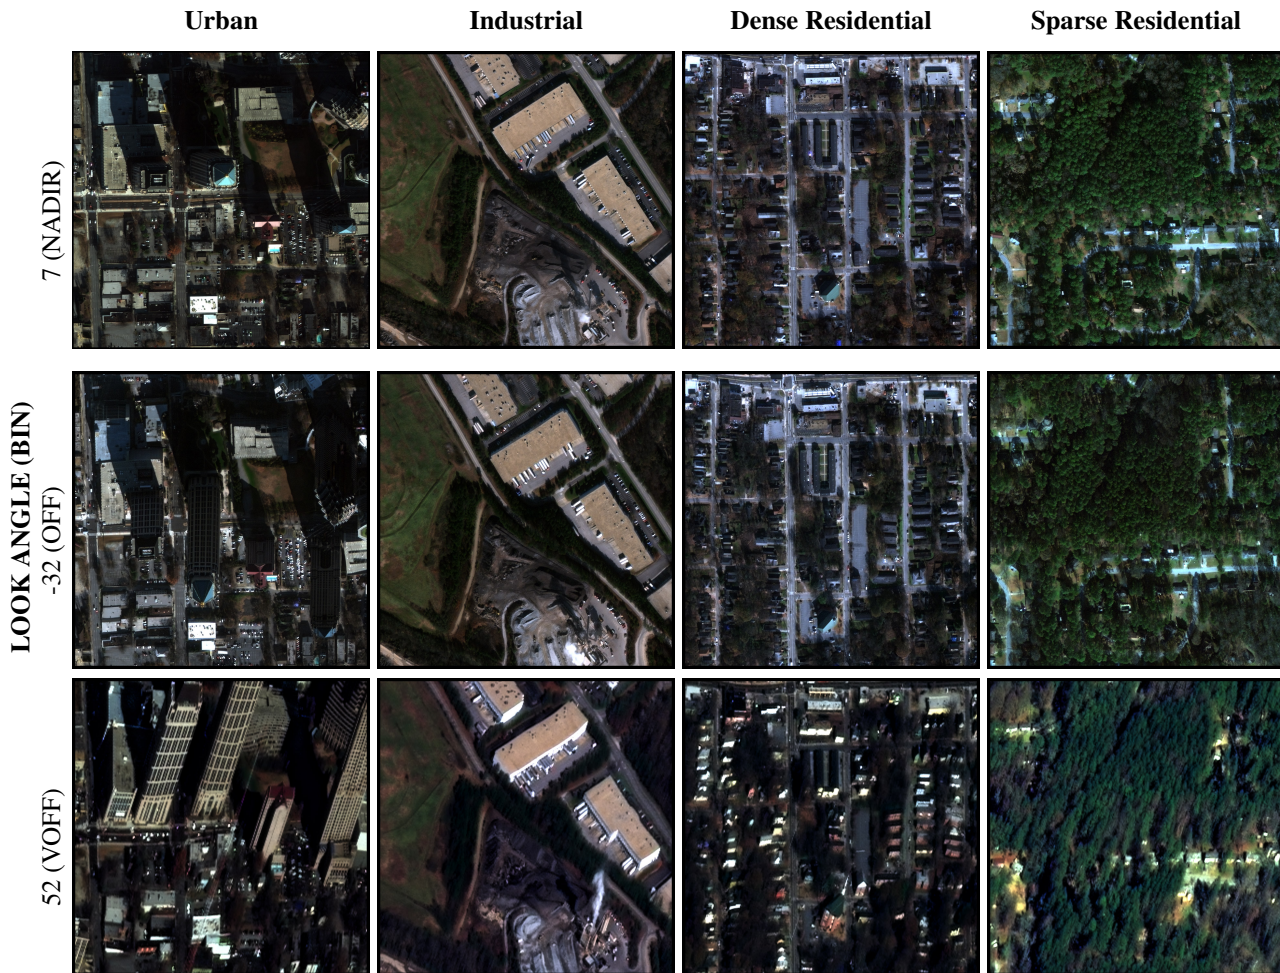 Urban Industrial Dense Residential Sparse Residential
LOOK ANGLE (BIN)
7 (NADIR)
-32 (OFF)
52 (VOFF)